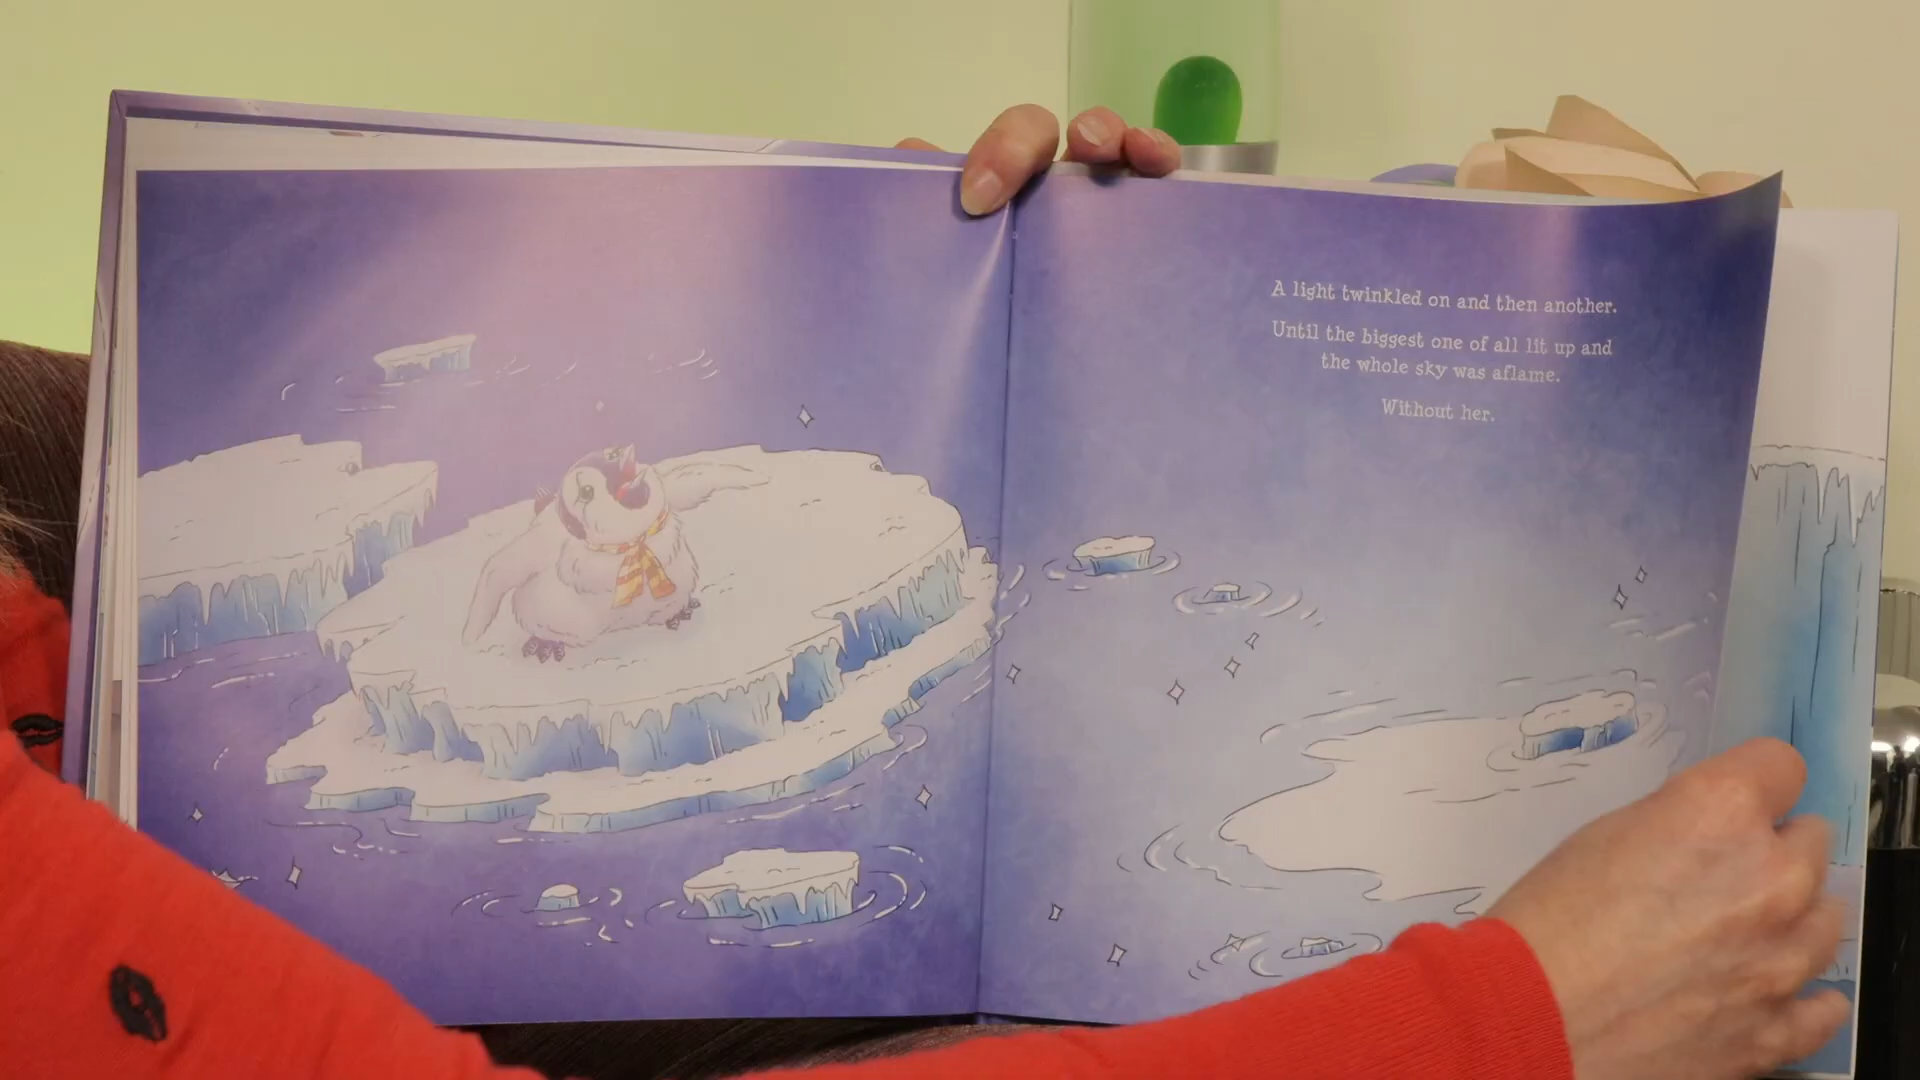 A light twinkled on and then another.
Until the biggest one of all lit up and
the whole sky was aflame.
Without her.